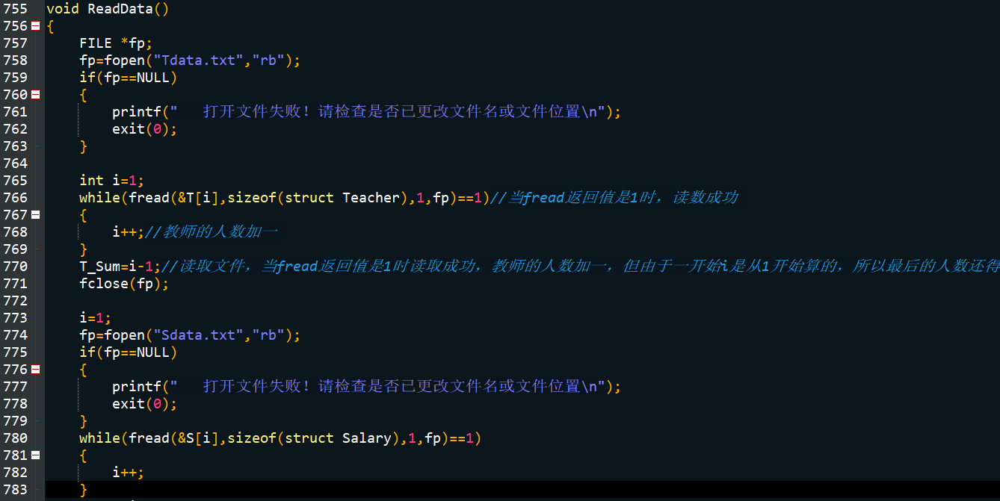 755 void ReadData()
756 {
757 FILE *fp;
758 fp=fopen("Tdata.txt","rb");
759 if(fp==NULL)
760 {
761 printf("   打开文件失败！请检查是否已更改文件名或文件位置\n");
762 exit(0);
763 }
764
765 int i=1;
766 while(fread(&T[i],sizeof(struct Teacher),1,fp)==1)//当fread返回值是1时，读数成功
767 {
768 i++;//教师的人数加一
769 }
770 T_Sum=i-1;//读取文件，当fread返回值是1时读取成功，教师的人数加一，但由于一开始i是从1开始算的，所以最后的人数还得
771 fclose(fp);
772
773 i=1;
774 fp=fopen("Sdata.txt","rb");
775 if(fp==NULL)
776 {
777 printf("   打开文件失败！请检查是否已更改文件名或文件位置\n");
778 exit(0);
779 }
780 while(fread(&S[i],sizeof(struct Salary),1,fp)==1)
781 {
782 i++;
783 }